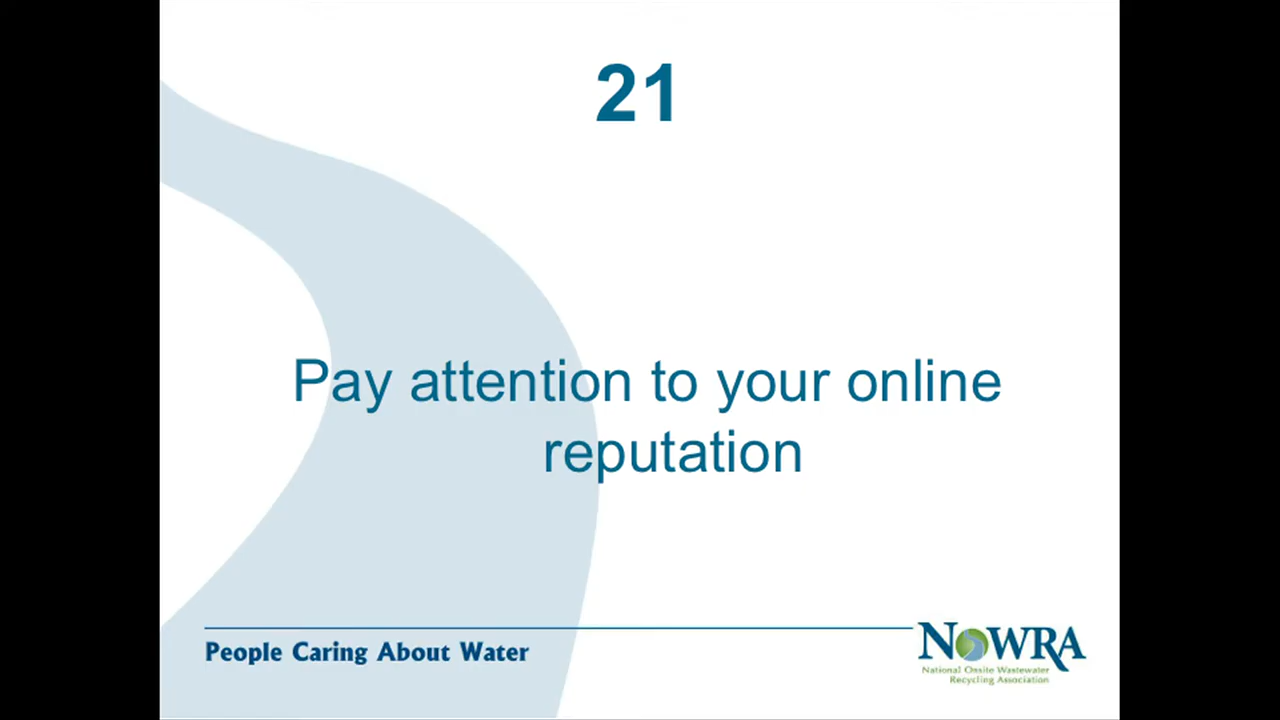 21
Pay attention to your online
reputation
People Caring About Water
NOWRA
National Onsite Wastewater
Recycling Association